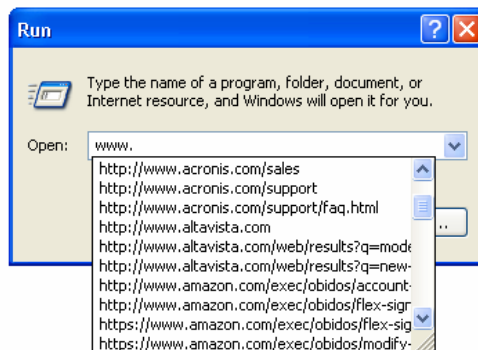 Run
Type the name of a program, folder, document, or
Internet resource, and Windows will open it for you.
Open: www.
http://www.acronis.com/sales
http://www.acronis.com/support
http://www.acronis.com/support/faq.html
http://www.altavista.com
http://www.altavista.com/web/results?q=mode
http://www.altavista.com/web/results?q=new-
http://www.amazon.com/exec/obidos/account-
http://www.amazon.com/exec/obidos/flex-sign
https://www.amazon.com/exec/obidos/flex-sig
https://www.amazon.com/exec/obidos/modify-